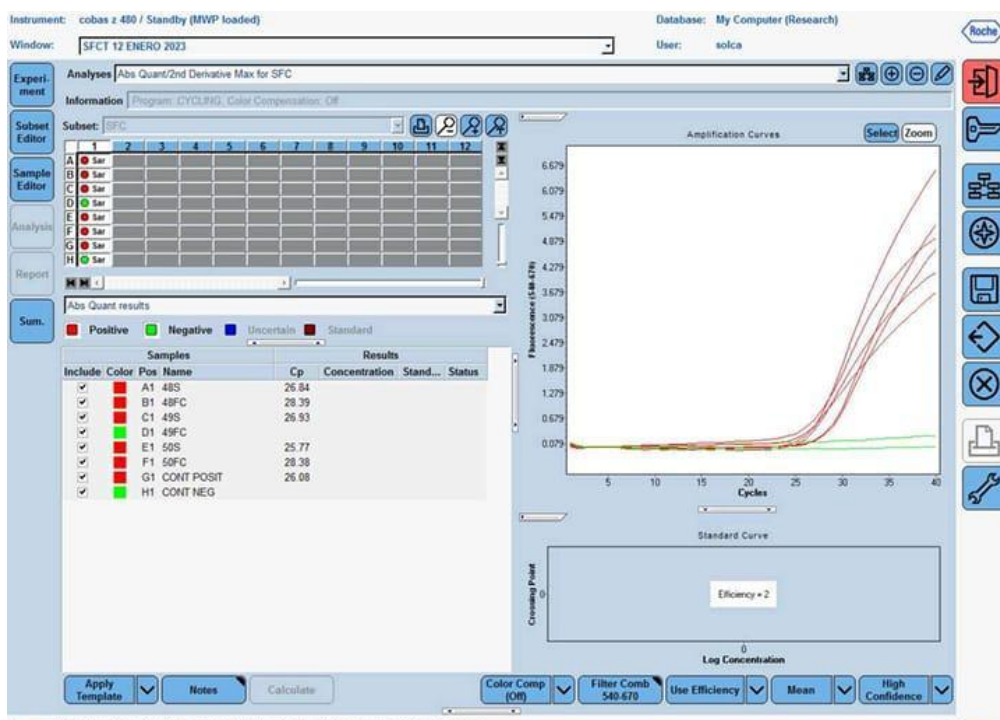 Instrument: cobas z 480 / Standby (MWP loaded) Database: My Computer (Research)
Window: SFCT 12 ENERO 2023 User: solca
Roche
Experi-
ment
Subset
Editor
Sample
Editor
Analysis
Report
Sum.
Analyses Abs Quant/2nd Derivative Max for SFC
Information Program: CYCLING, Color Compensation: Off
Subset: SFC
1 2 3 4 5 6 7 8 9 10 11 12
A Sar
B Sar
C Sar
D Sar
E Sar
F Sar
G Sar
H Sar
Abs Quant results
Positive Negative Uncertain Standard
Samples Results
Include Color Pos Name Cp Concentration Stand... Status
A1 48S 26.84
B1 48FC 28.39
C1 49S 26.93
D1 49FC
E1 50S 25.77
F1 50FC 28.38
G1 CONT POSIT 26.08
H1 CONT NEG
Amplification Curves
Select Zoom
6.679
6.079
5.479
4.879
4.279
3.679
3.079
2.479
1.879
1.279
0.679
0.079
Fluorescence (540-670)
5 10 15 20 25 30 35 40
Cycles
Standard Curve
Crossing Point
0
Efficiency = 2
0
Log Concentration
Apply
Template
Notes
Calculate
Color Comp
(Off)
Filter Comb
540-670
Use Efficiency
Mean
High
Confidence